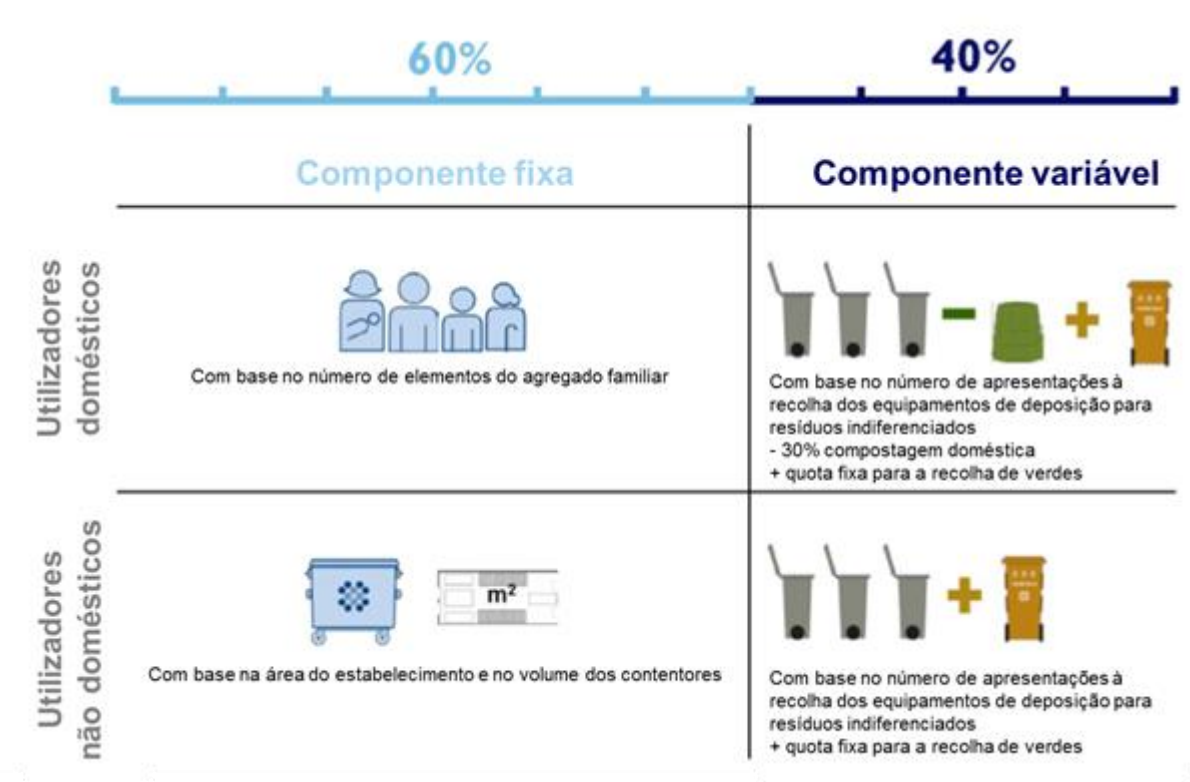 60%
40%
Componente fixa
Componente variável
Utilizadores
domésticos
Com base no número de elementos do agregado familiar
Com base no número de apresentações à
recolha dos equipamentos de deposição para
resíduos indiferenciados
- 30% compostagem doméstica
+ quota fixa para a recolha de verdes
Utilizadores
não domésticos
m²
Com base na área do estabelecimento e no volume dos contentores
Com base no número de apresentações à
recolha dos equipamentos de deposição para
resíduos indiferenciados
+ quota fixa para a recolha de verdes